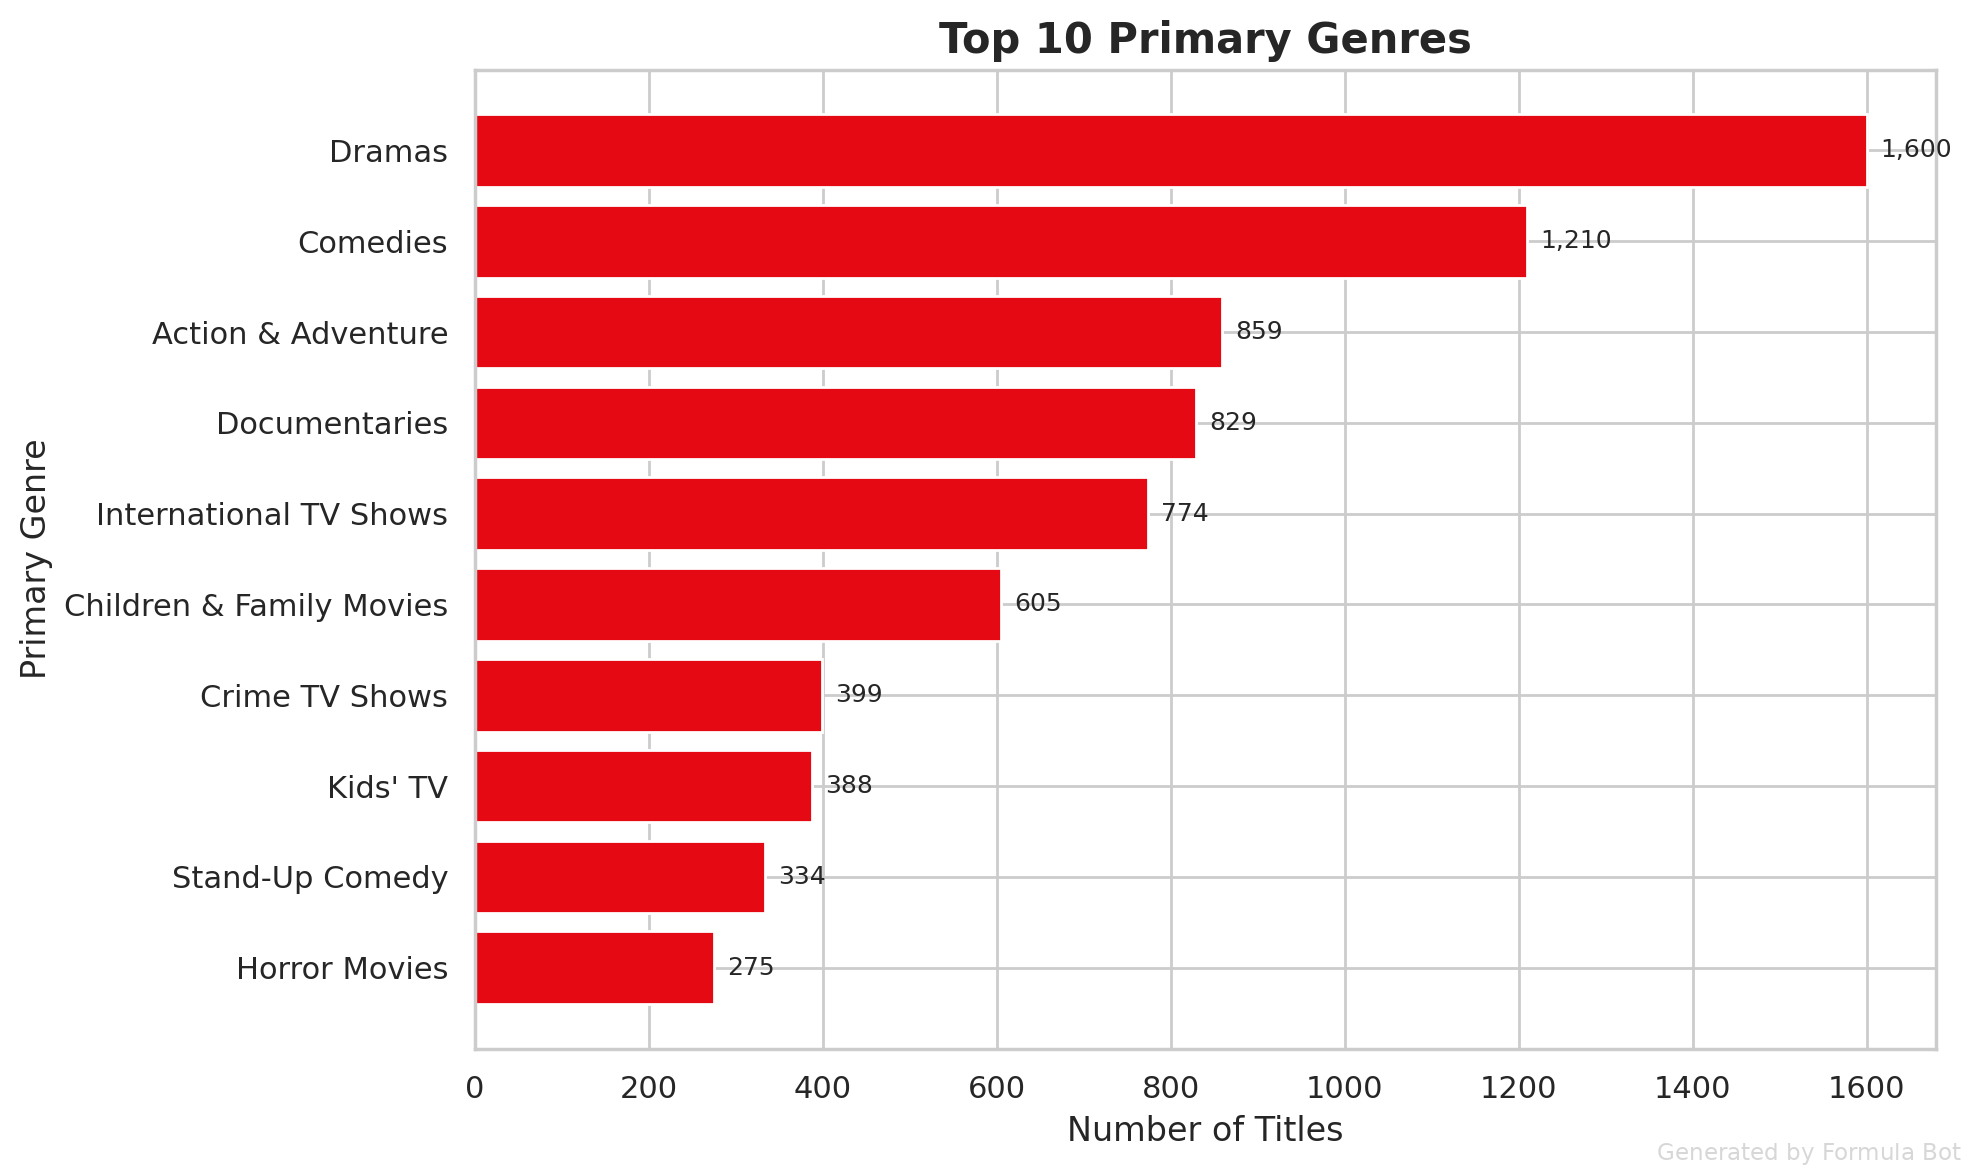 Top 10 Primary Genres
Primary Genre
Dramas 1,600
Comedies 1,210
Action & Adventure 859
Documentaries 829
International TV Shows 774
Children & Family Movies 605
Crime TV Shows 399
Kids' TV 388
Stand-Up Comedy 334
Horror Movies 275
0 200 400 600 800 1000 1200 1400 1600
Number of Titles
Generated by Formula Bot